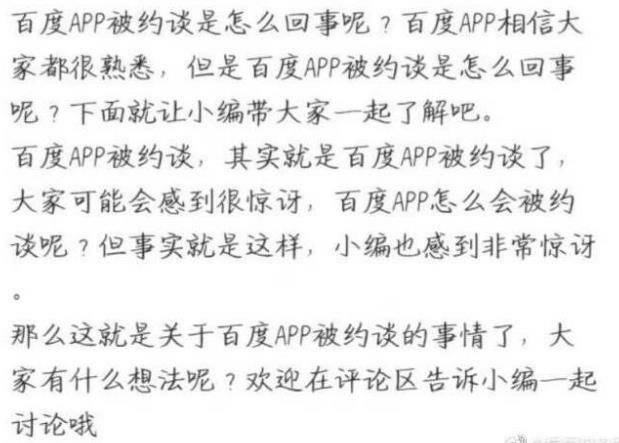 百度APP被约谈是怎么回事呢？百度APP相信大
家都很熟悉，但是百度APP被约谈是怎么回事
呢？下面就让小编带大家一起了解吧。
百度APP被约谈，其实就是百度APP被约谈了，
大家可能会感到很惊讶，百度APP怎么会被约
谈呢？但事实就是这样，小编也感到非常惊讶
。
那么这就是关于百度APP被约谈的事情了，大
家有什么想法呢？欢迎在评论区告诉小编一起
讨论哦